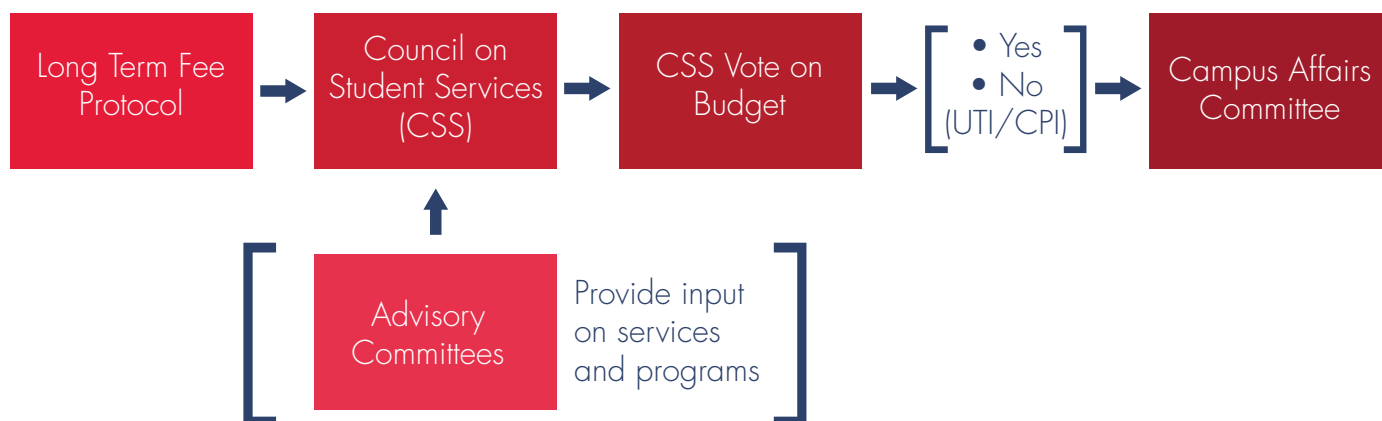 Long Term Fee
Protocol
Council on
Student Services
(CSS)
CSS Vote on
Budget
• Yes
• No
(UTI/CPI)
Campus Affairs
Committee
Advisory
Committees
Provide input
on services
and programs